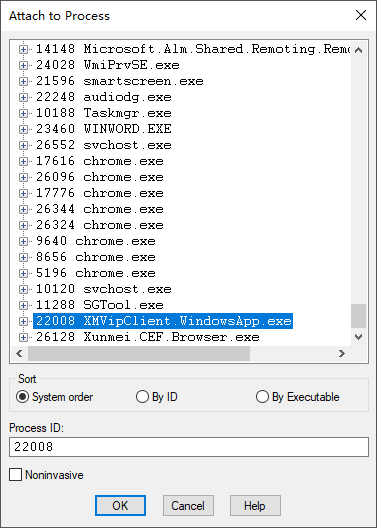 Attach to Process
14148 Microsoft.Alm.Shared.Remoting.Remo
24028 WmiPrvSE.exe
21596 smartscreen.exe
22248 audiodg.exe
10188 Taskmgr.exe
23460 WINWORD.EXE
26552 svchost.exe
17616 chrome.exe
26096 chrome.exe
17776 chrome.exe
26344 chrome.exe
26324 chrome.exe
9640 chrome.exe
8656 chrome.exe
5196 chrome.exe
10120 svchost.exe
11288 SGTool.exe
22008 XMVipClient.WindowsApp.exe
26128 Xunmei.CEF.Browser.exe
Sort
System order By ID By Executable
Process ID:
22008
Noninvasive
OK Cancel Help